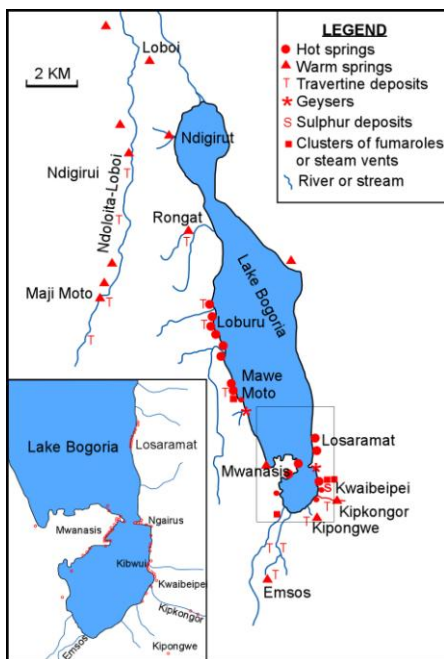 LEGEND
Hot springs
Warm springs
T Travertine deposits
Geysers
S Sulphur deposits
Clusters of fumaroles
or steam vents
River or stream
2 KM
Loboi
Ndigirut
Ndigirui
T
Ndoloita-Loboi
T
Rongat
T
Maji Moto
T
T
Lake Bogoria
T
Loburu
T
Mawe
Moto
T
T
Losaramat
Mwanasis
S
Kwaibeipei
T
Kipkongor
T
Kipongwe
T
T
T
Emsos
Lake Bogoria
Losaramat
Mwanasis
Ngairus
Kibwui
Kwaibeipei
Kipkongor
Emsos
Kipongwe